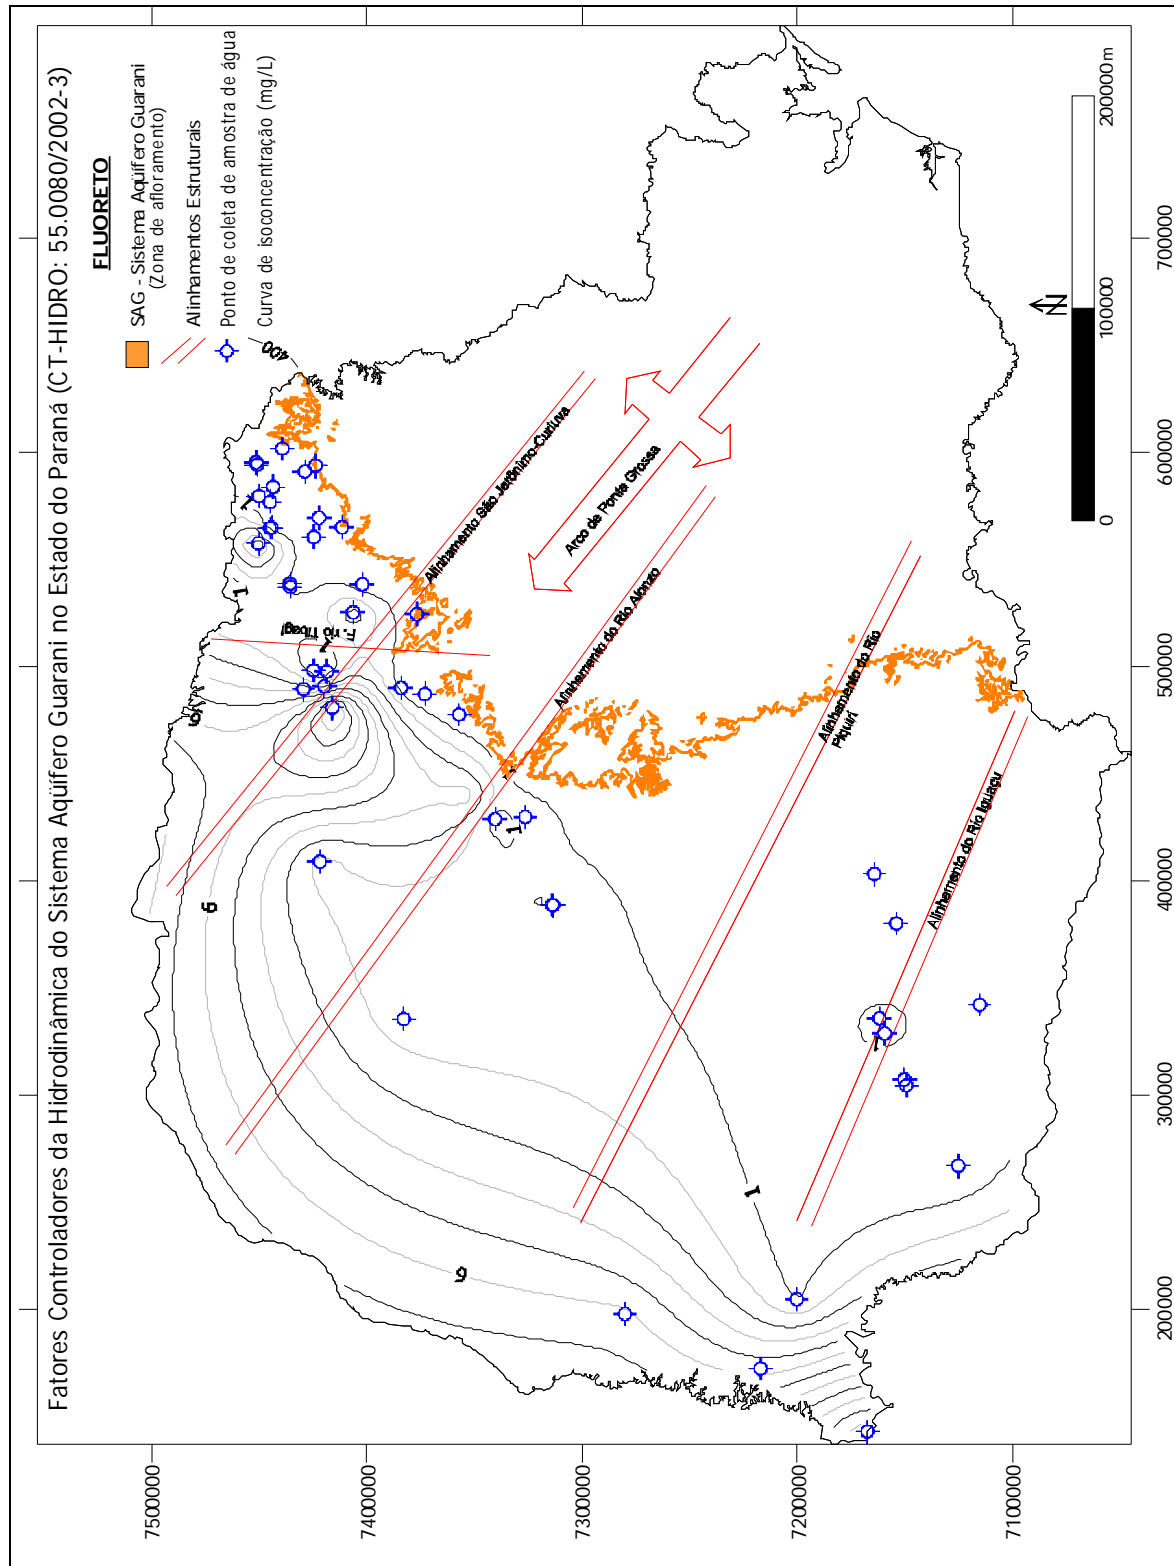 Fatores Controladores da Hidrodinâmica do Sistema Aqüífero Guarani no Estado do Paraná (CT-HIDRO: 55.0080/2002-3)
FLUORETO
SAG - Sistema Aqüífero Guarani
(Zona de afloramento)
Alinhamentos Estruturais
Ponto de coleta de amostra de água
Curva de isoconcentração (mg/L)
400
1
1
1
F. rio Tibagi
Alinhamento São Jerônimo-Curiúva
Arco de Ponta Grossa
Alinhamento do Rio Alonzo
1
Alinhamento do Rio
Piquiri
Alinhamento do Rio Iguaçu
1
1
N
0
100000
200000m
7500000
7400000
7300000
7200000
7100000
200000
300000
400000
500000
600000
700000